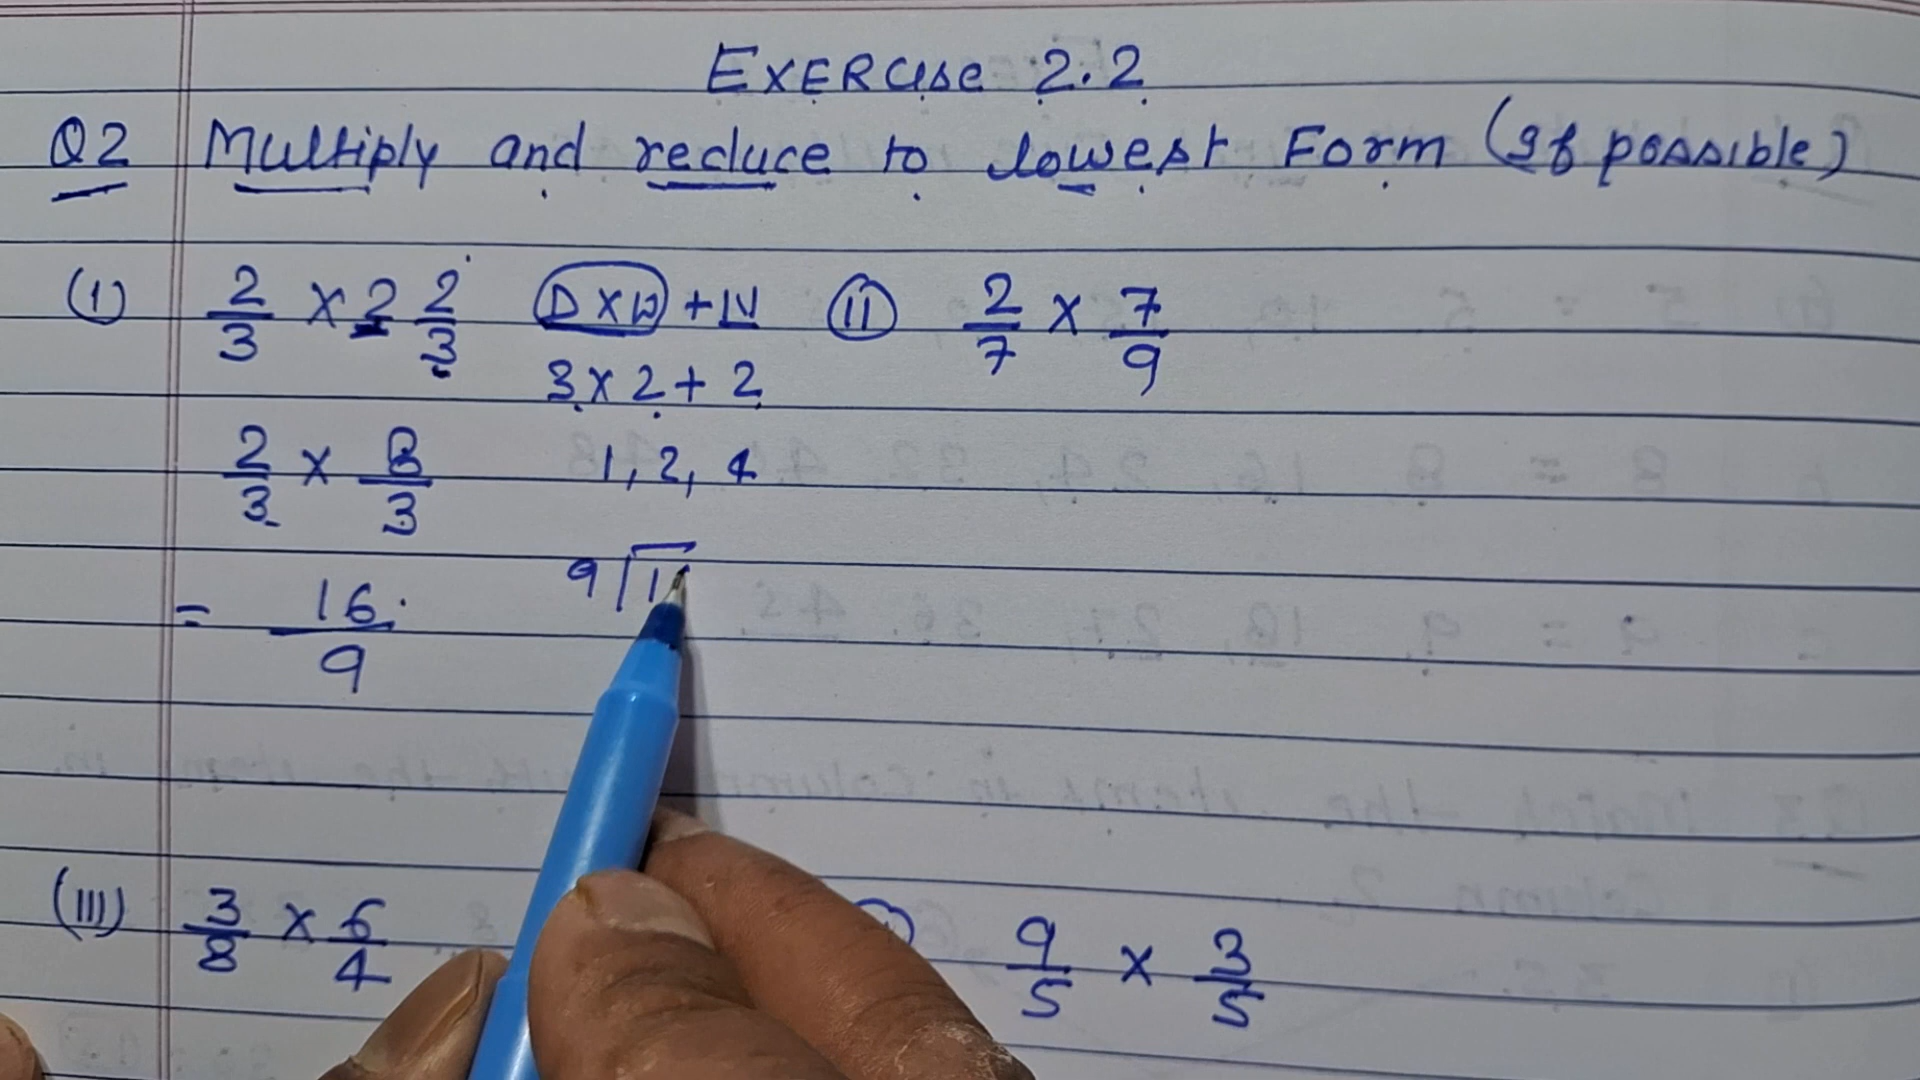 EXERCISE 2.2
Q2 Multiply and reduce to lowest Form (If possible)
(I) 2/3 × 2 2/3 (D×W) + N (II) 2/7 × 7/9
3×2+2
2/3 × 8/3 1, 2, 4
= 16/9 9⟌1
(III) 3/8 × 6/4 9/5 × 3/5